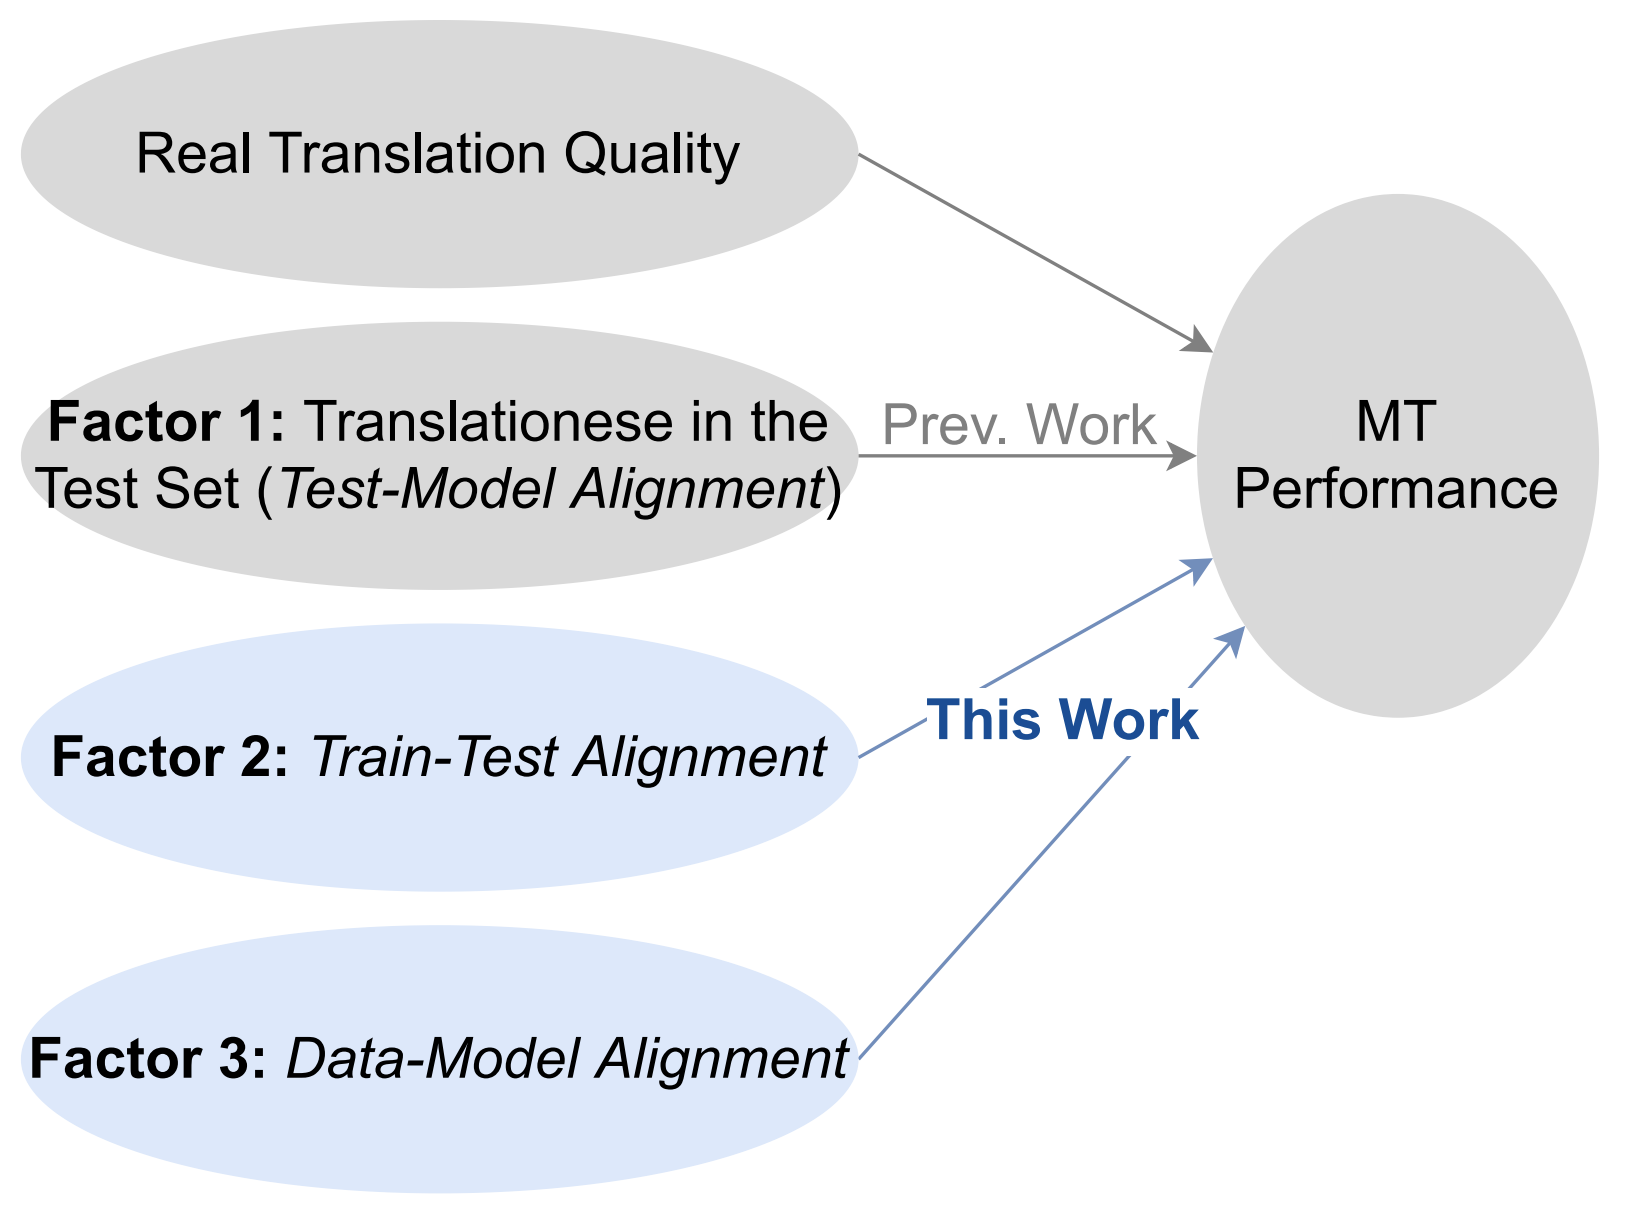 Real Translation Quality
Factor 1: Translationese in the
Test Set (Test-Model Alignment)
Prev. Work
MT
Performance
This Work
Factor 2: Train-Test Alignment
Factor 3: Data-Model Alignment